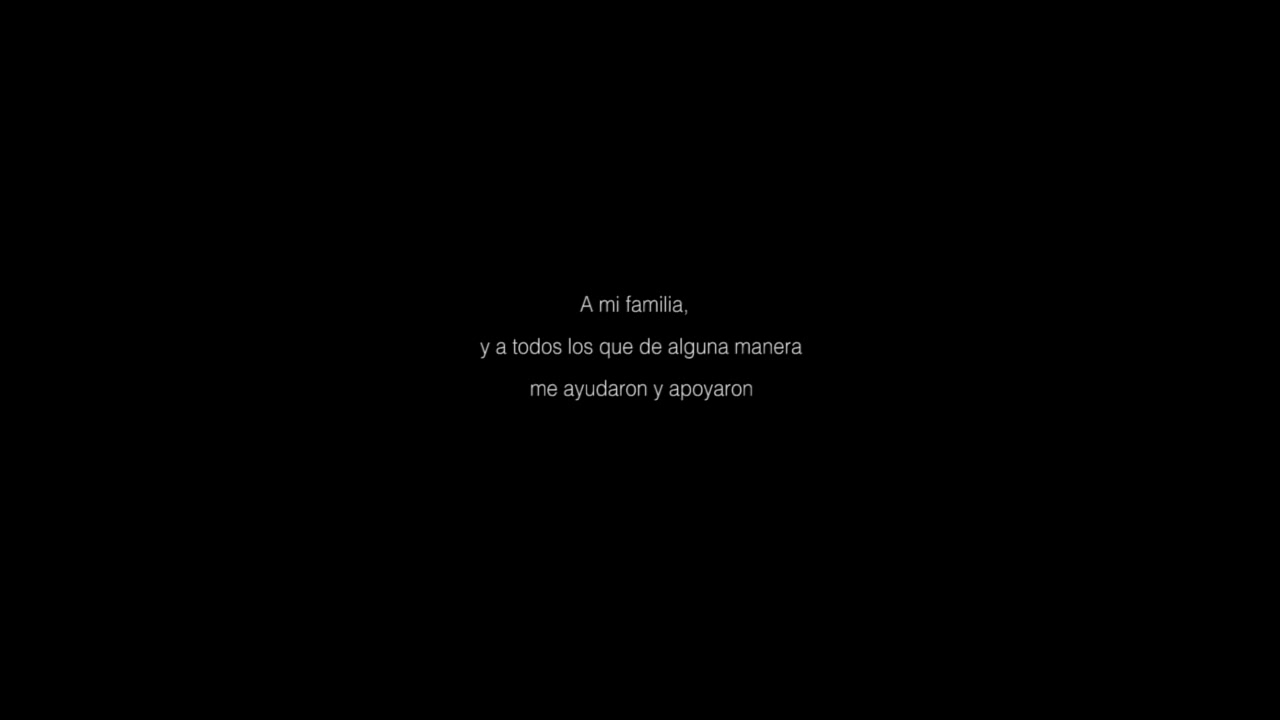 A mi familia,
y a todos los que de alguna manera
me ayudaron y apoyaron